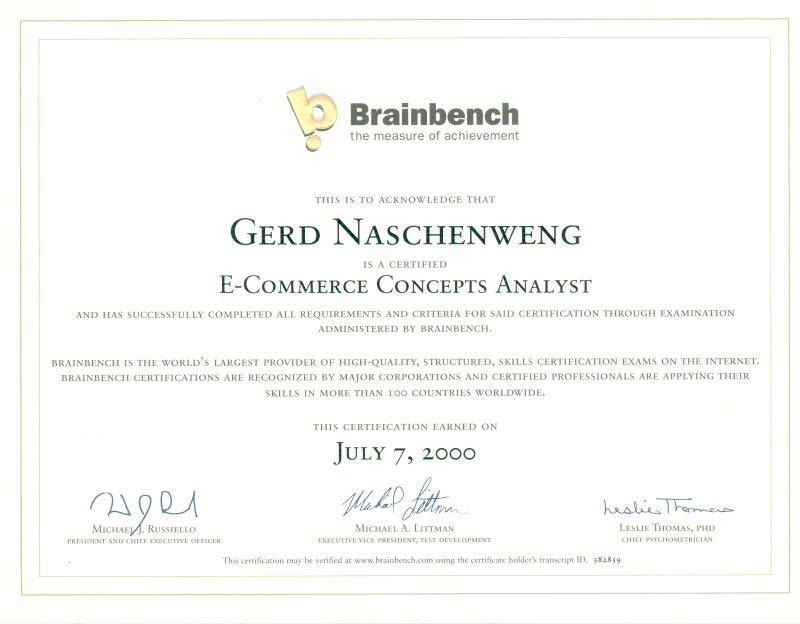 Brainbench
the measure of achievement
THIS IS TO ACKNOWLEDGE THAT
GERD NASCHENWENG
IS A CERTIFIED
E-COMMERCE CONCEPTS ANALYST
AND HAS SUCCESSFULLY COMPLETED ALL REQUIREMENTS AND CRITERIA FOR SAID CERTIFICATION THROUGH EXAMINATION
ADMINISTERED BY BRAINBENCH.
BRAINBENCH IS THE WORLD'S LARGEST PROVIDER OF HIGH-QUALITY, STRUCTURED, SKILLS CERTIFICATION EXAMS ON THE INTERNET.
BRAINBENCH CERTIFICATIONS ARE RECOGNIZED BY MAJOR CORPORATIONS AND CERTIFIED PROFESSIONALS ARE APPLYING THEIR
SKILLS IN MORE THAN 100 COUNTRIES WORLDWIDE.
THIS CERTIFICATION EARNED ON
JULY 7, 2000
Michael Littman
Leslie Thomas
MICHAEL J. RUSSIELLO
PRESIDENT AND CHIEF EXECUTIVE OFFICER
MICHAEL A. LITTMAN
EXECUTIVE VICE PRESIDENT, TEST DEVELOPMENT
LESLIE THOMAS, PHD
CHIEF PSYCHOMETRICIAN
This certification may be verified at www.brainbench.com using the certificate holder's transcript ID. 582859